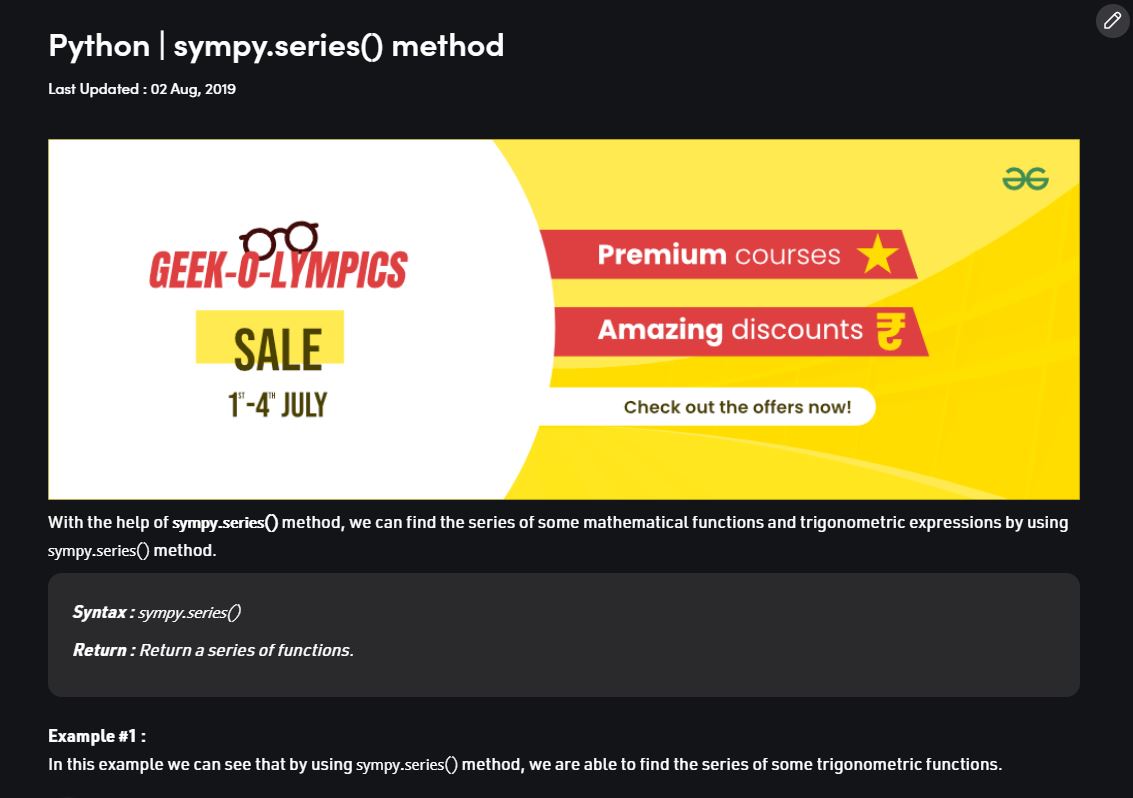 Python | sympy.series() method
Last Updated : 02 Aug, 2019
GEEK-O-LYMPICS
SALE
1ST-4TH JULY
Premium courses
Amazing discounts
Check out the offers now!
With the help of sympy.series() method, we can find the series of some mathematical functions and trigonometric expressions by using
sympy.series() method.
Syntax : sympy.series()
Return : Return a series of functions.
Example #1 :
In this example we can see that by using sympy.series() method, we are able to find the series of some trigonometric functions.